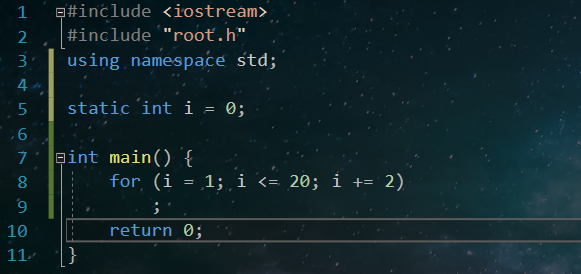 1 #include <iostream>
2 #include "root.h"
3 using namespace std;
4
5 static int i = 0;
6
7 int main() {
8     for (i = 1; i <= 20; i += 2)
9         ;
10     return 0;
11 }